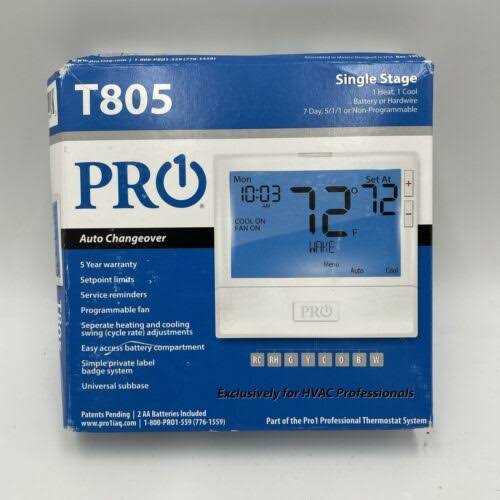 T805
Single Stage
1 Heat, 1 Cool
Battery or Hardwire
7 Day, 5/1/1 or Non-Programmable
PRO1
Auto Changeover
5 Year warranty
Setpoint limits
Service reminders
Programmable fan
Seperate heating and cooling
swing (cycle rate) adjustments
Easy access battery compartment
Simple private label
badge system
Universal subbase
Mon
10:03
AM
COOL ON
FAN ON
72°
F
Set At
72
WAKE
Menu
Auto
Cool
+
−
PRO1
RC RH G Y C O B W
Exclusively for HVAC Professionals
Patents Pending | 2 AA Batteries Included
www.pro1iaq.com | 1-800-PRO1-559 (776-1559)
Part of the Pro1 Professional Thermostat System